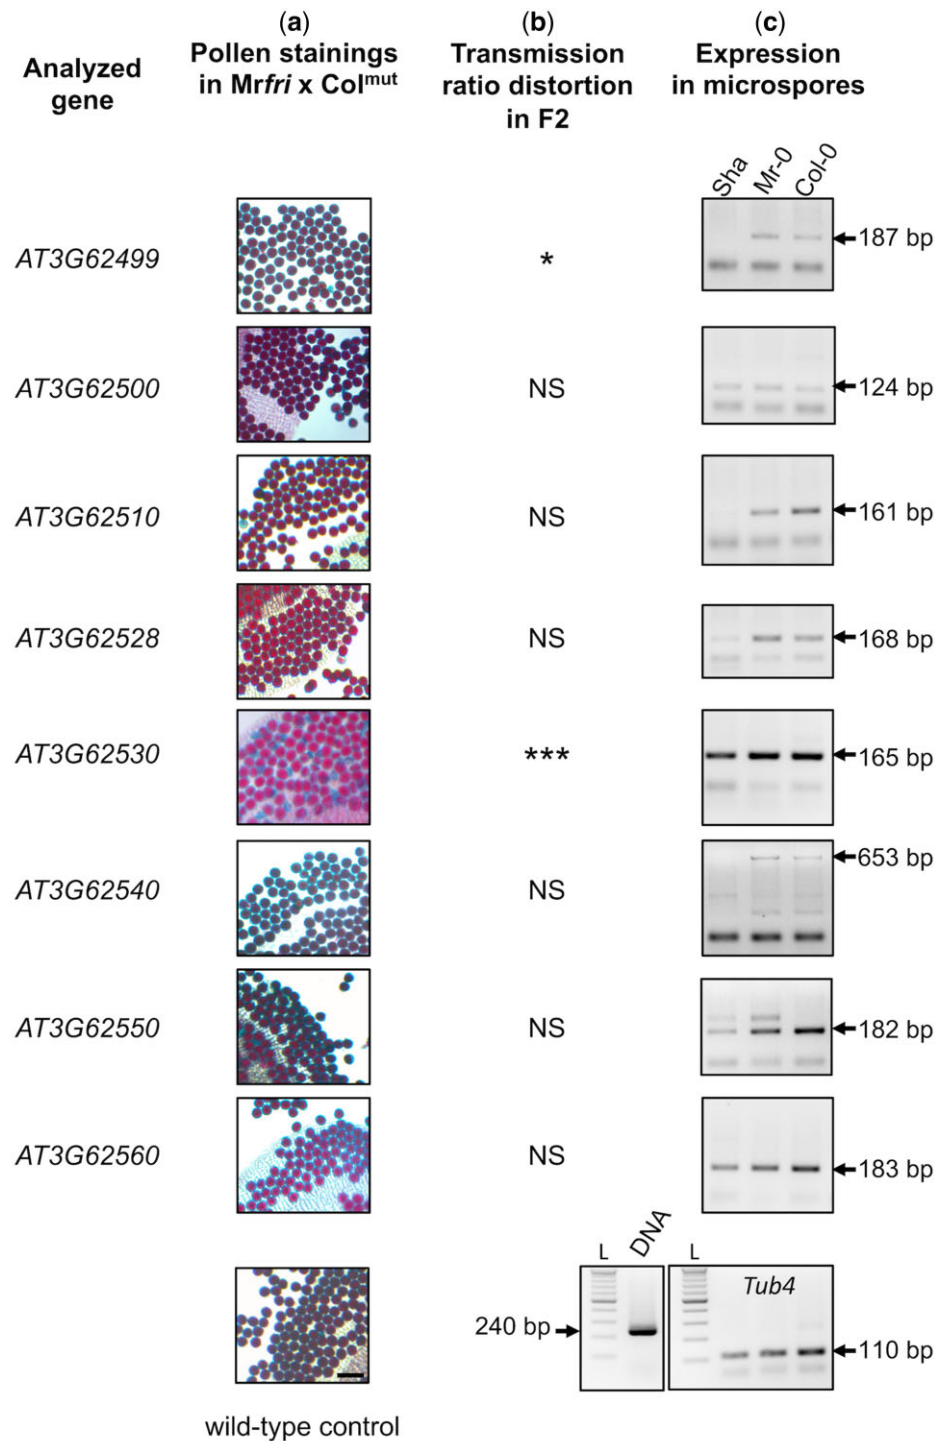 (a)
(b)
(c)
Analyzed
gene
Pollen stainings
in Mrfri x Colmut
Transmission
ratio distortion
in F2
Expression
in microspores
Sha
Mr-0
Col-0
AT3G62499
*
187 bp
AT3G62500
NS
124 bp
AT3G62510
NS
161 bp
AT3G62528
NS
168 bp
AT3G62530
***
165 bp
AT3G62540
NS
653 bp
AT3G62550
NS
182 bp
AT3G62560
NS
183 bp
L
DNA
L
Tub4
240 bp
110 bp
wild-type control